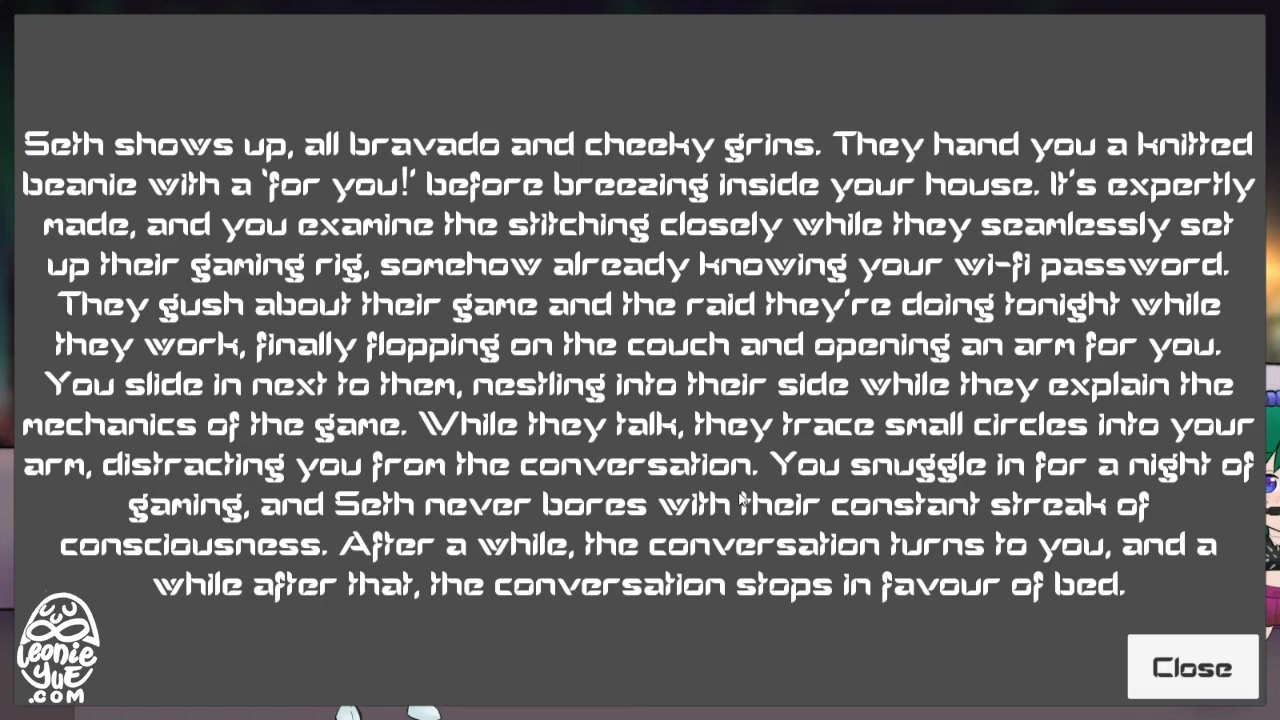 Seth shows up, all bravado and cheeky grins. They hand you a knitted
beanie with a 'for you!' before breezing inside your house. It's expertly
made, and you examine the stitching closely while they seamlessly set
up their gaming rig, somehow already knowing your wi-fi password.
They gush about their game and the raid they're doing tonight while
they work, finally flopping on the couch and opening an arm for you.
You slide in next to them, nestling into their side while they explain the
mechanics of the game. While they talk, they trace small circles into your
arm, distracting you from the conversation. You snuggle in for a night of
gaming, and Seth never bores with their constant streak of
consciousness. After a while, the conversation turns to you, and a
while after that, the conversation stops in favour of bed.
Leonie
Yue
.COM
Close